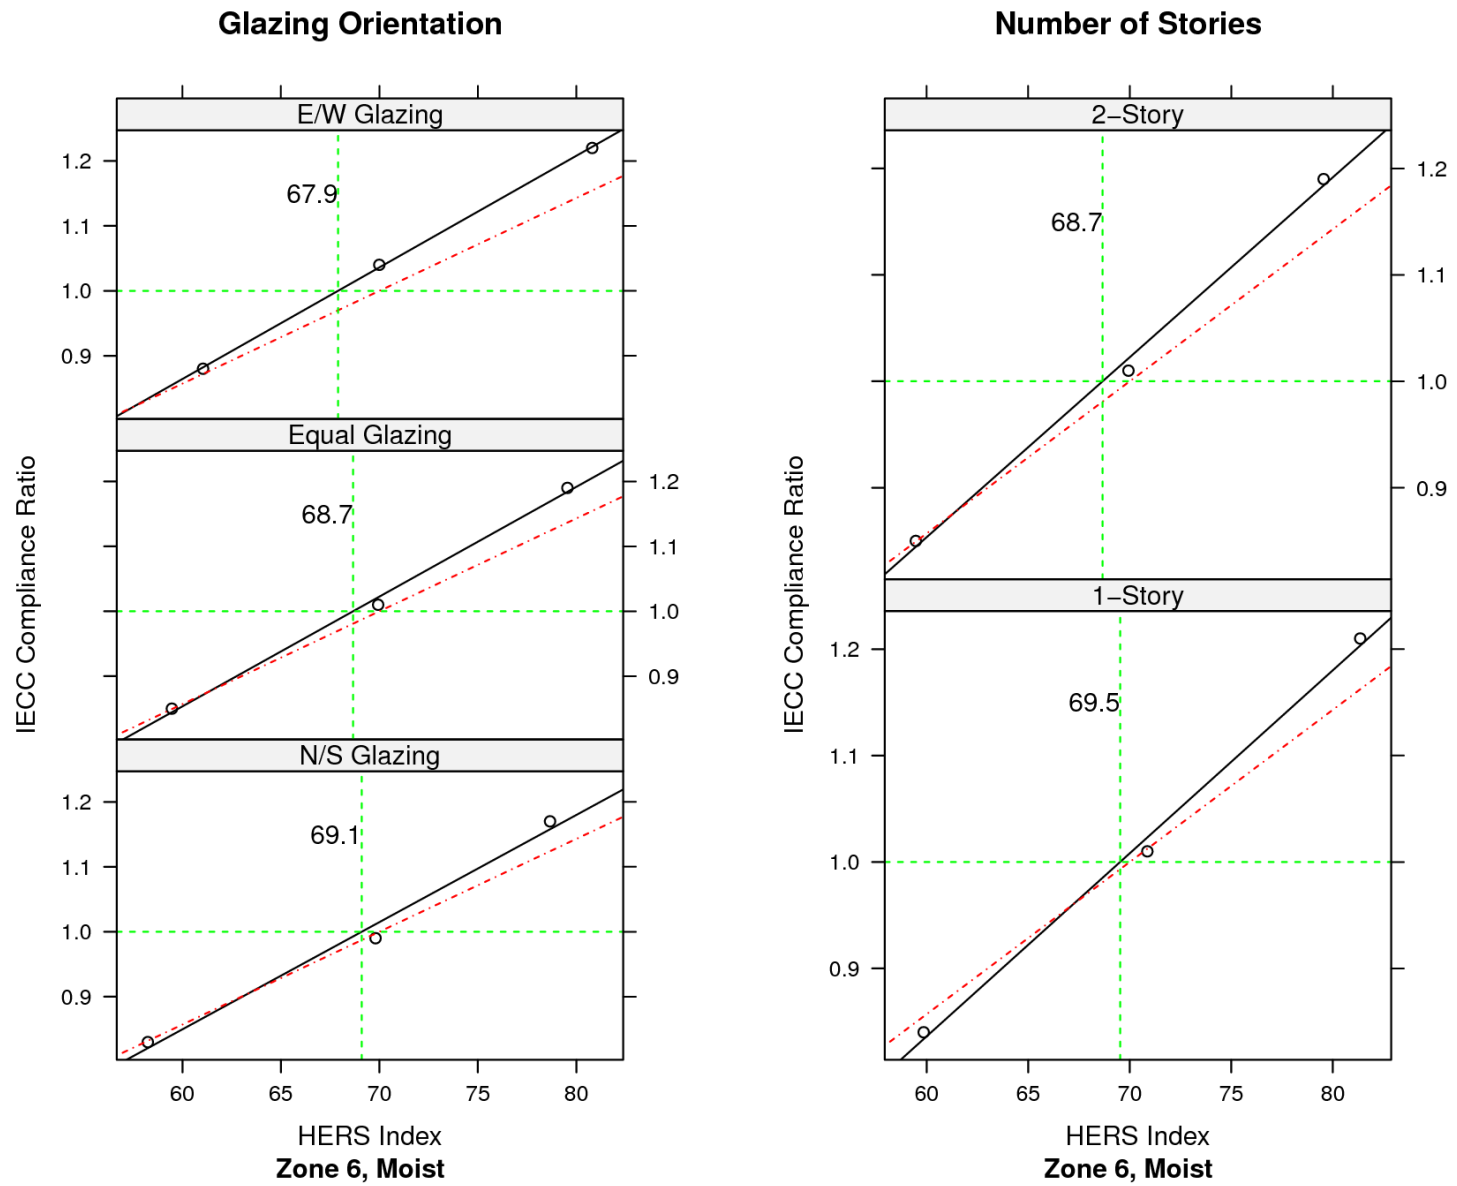 Glazing Orientation
E/W Glazing
1.2
1.1
1.0
0.9
67.9
Equal Glazing
1.2
1.1
1.0
0.9
68.7
N/S Glazing
1.2
1.1
1.0
0.9
69.1
60 65 70 75 80
IECC Compliance Ratio
HERS Index
Zone 6, Moist
Number of Stories
2−Story
1.2
1.1
1.0
0.9
68.7
1−Story
1.2
1.1
1.0
0.9
69.5
60 65 70 75 80
IECC Compliance Ratio
HERS Index
Zone 6, Moist